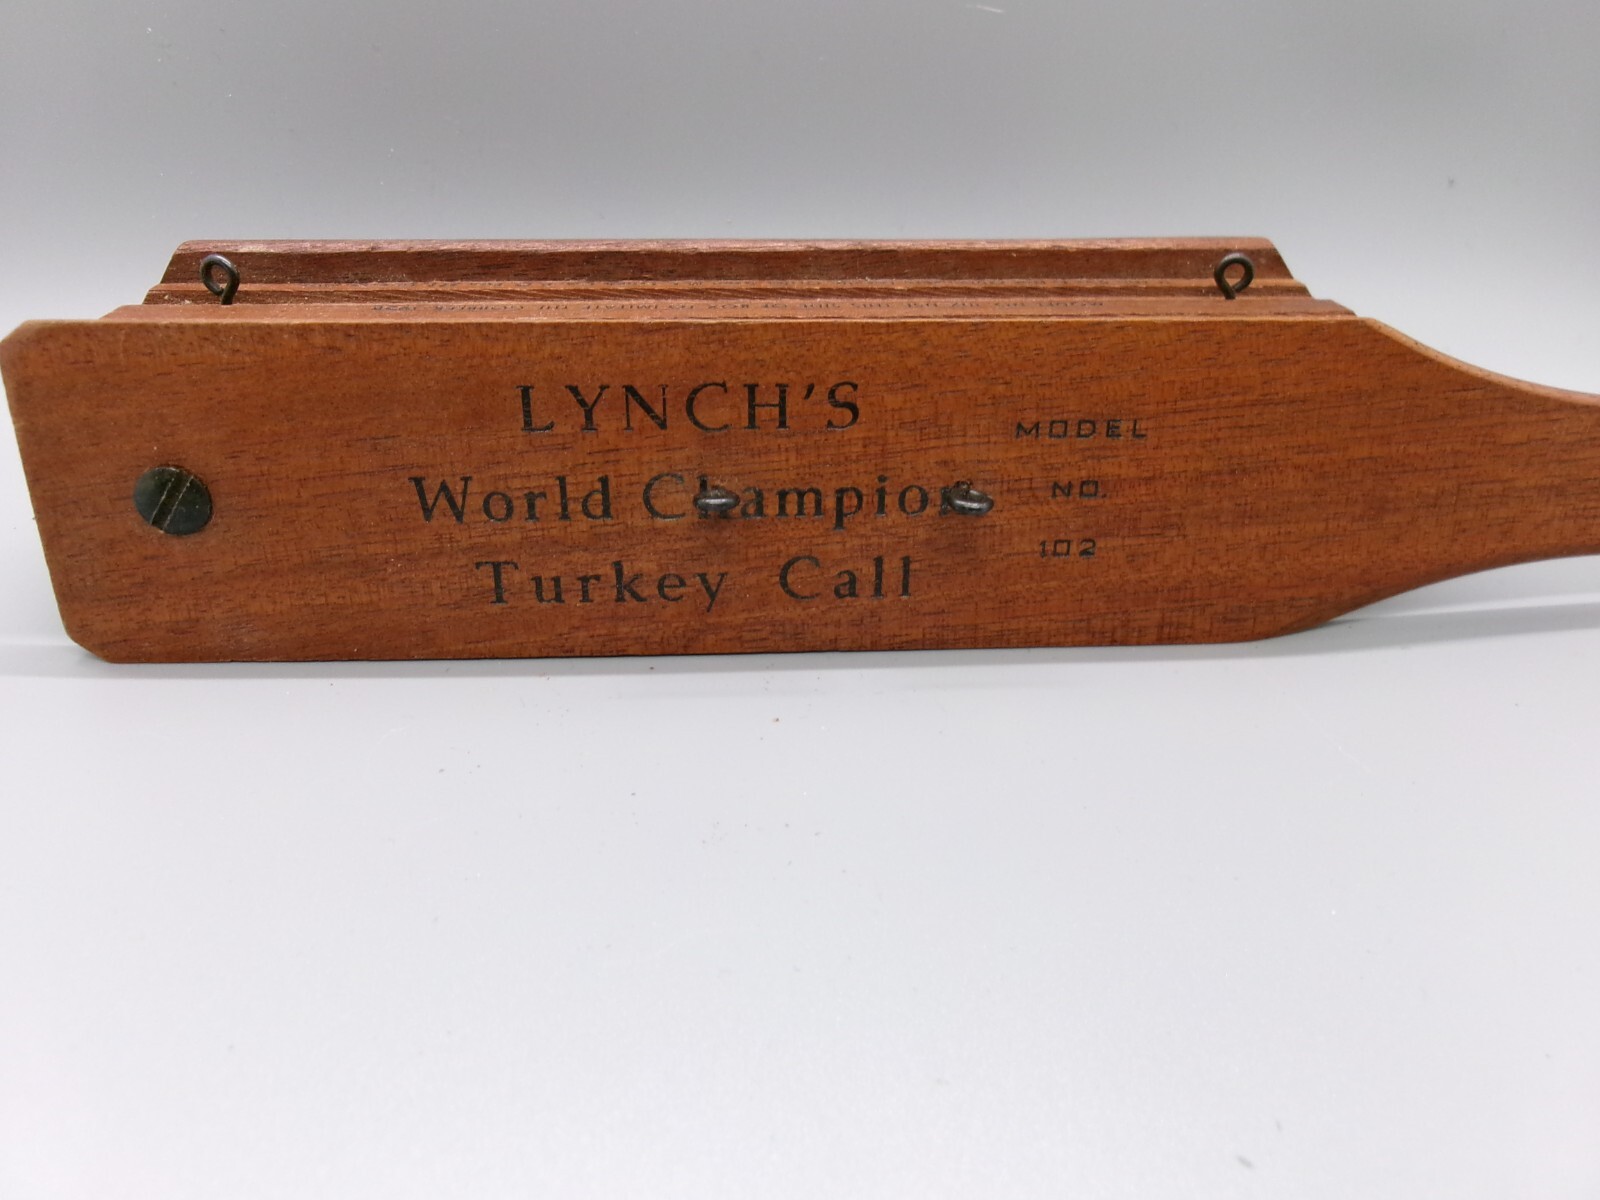 LYNCH'S
World Champion
Turkey Call
MODEL
NO.
102